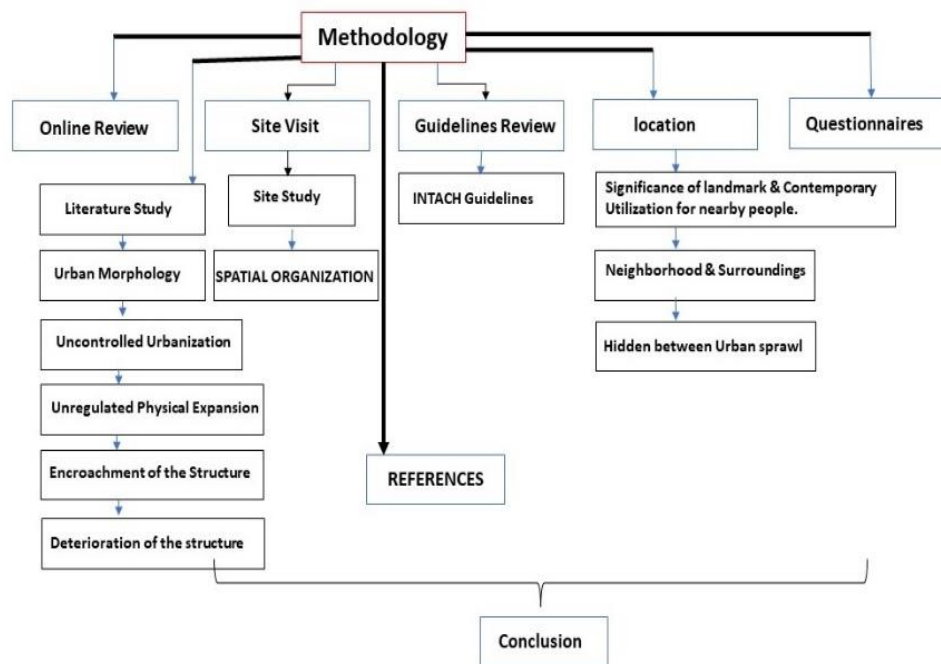 Methodology
Online Review
Site Visit
Guidelines Review
location
Questionnaires
Literature Study
Site Study
INTACH Guidelines
Significance of landmark & Contemporary
Utilization for nearby people.
Urban Morphology
SPATIAL ORGANIZATION
Neighborhood & Surroundings
Uncontrolled Urbanization
Hidden between Urban sprawl
Unregulated Physical Expansion
Encroachment of the Structure
REFERENCES
Deterioration of the structure
Conclusion